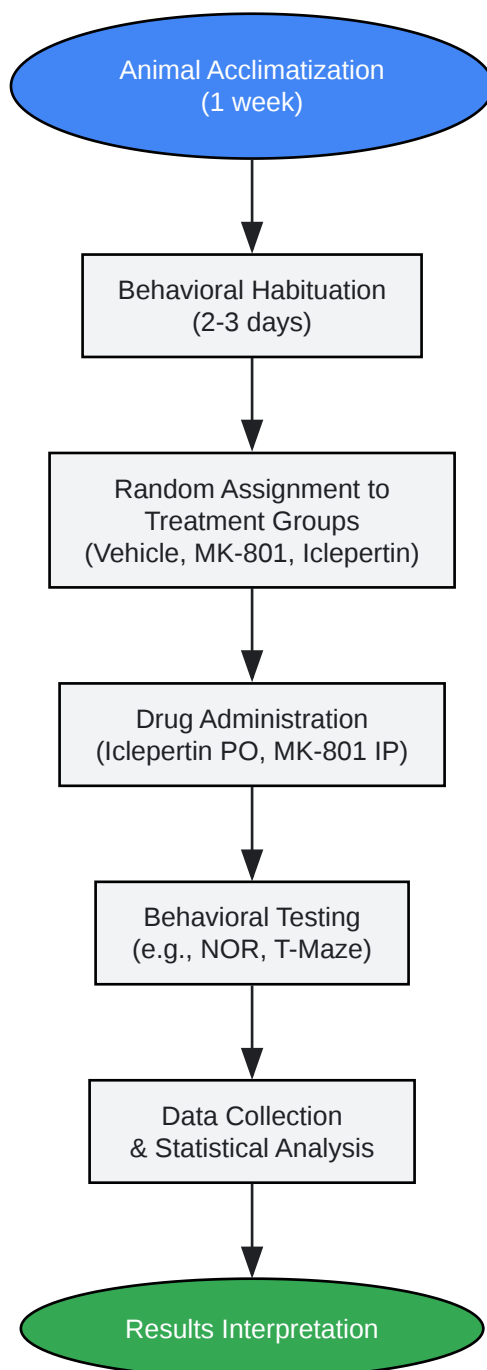 Animal Acclimatization
(1 week)
Behavioral Habituation
(2-3 days)
Random Assignment to
Treatment Groups
(Vehicle, MK-801, Iclepertin)
Drug Administration
(Iclepertin PO, MK-801 IP)
Behavioral Testing
(e.g., NOR, T-Maze)
Data Collection
& Statistical Analysis
Results Interpretation